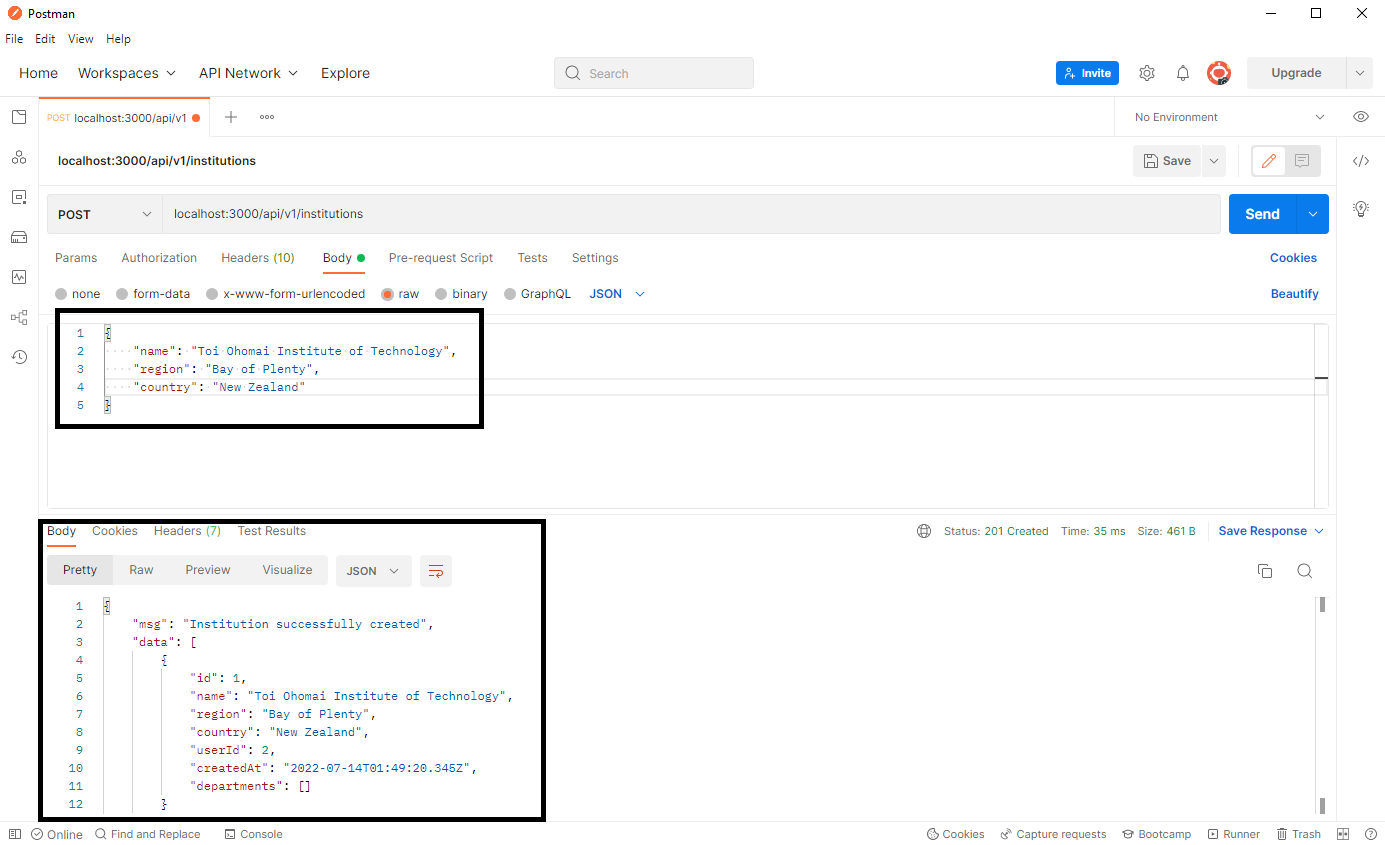 Postman
File Edit View Help
Home Workspaces API Network Explore Search Invite Upgrade
POST localhost:3000/api/v1 No Environment
localhost:3000/api/v1/institutions Save
POST localhost:3000/api/v1/institutions Send
Params Authorization Headers (10) Body Pre-request Script Tests Settings Cookies
none form-data x-www-form-urlencoded raw binary GraphQL JSON Beautify
1 {
2 "name": "Toi Ohomai Institute of Technology",
3 "region": "Bay of Plenty",
4 "country": "New Zealand"
5 }
Body Cookies Headers (7) Test Results Status: 201 Created Time: 35 ms Size: 461 B Save Response
Pretty Raw Preview Visualize JSON
1 {
2 "msg": "Institution successfully created",
3 "data": [
4 {
5 "id": 1,
6 "name": "Toi Ohomai Institute of Technology",
7 "region": "Bay of Plenty",
8 "country": "New Zealand",
9 "userId": 2,
10 "createdAt": "2022-07-14T01:49:20.345Z",
11 "departments": []
12 }
Online Find and Replace Console Cookies Capture requests Bootcamp Runner Trash